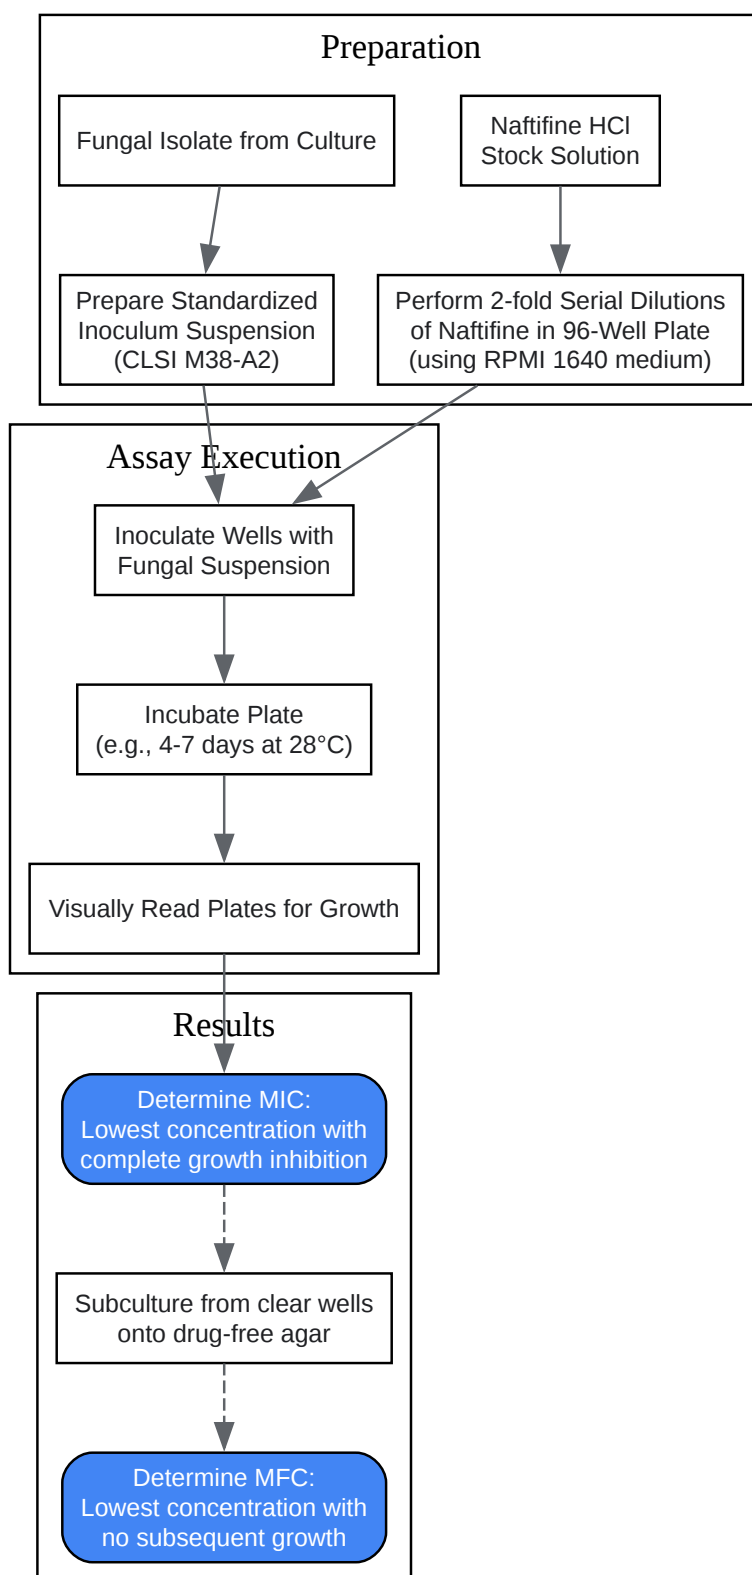 Preparation
Fungal Isolate from Culture
Naftifine HCl
Stock Solution
Prepare Standardized
Inoculum Suspension
(CLSI M38-A2)
Perform 2-fold Serial Dilutions
of Naftifine in 96-Well Plate
(using RPMI 1640 medium)
Assay Execution
Inoculate Wells with
Fungal Suspension
Incubate Plate
(e.g., 4-7 days at 28°C)
Visually Read Plates for Growth
Results
Determine MIC:
Lowest concentration with
complete growth inhibition
Subculture from clear wells
onto drug-free agar
Determine MFC:
Lowest concentration with
no subsequent growth